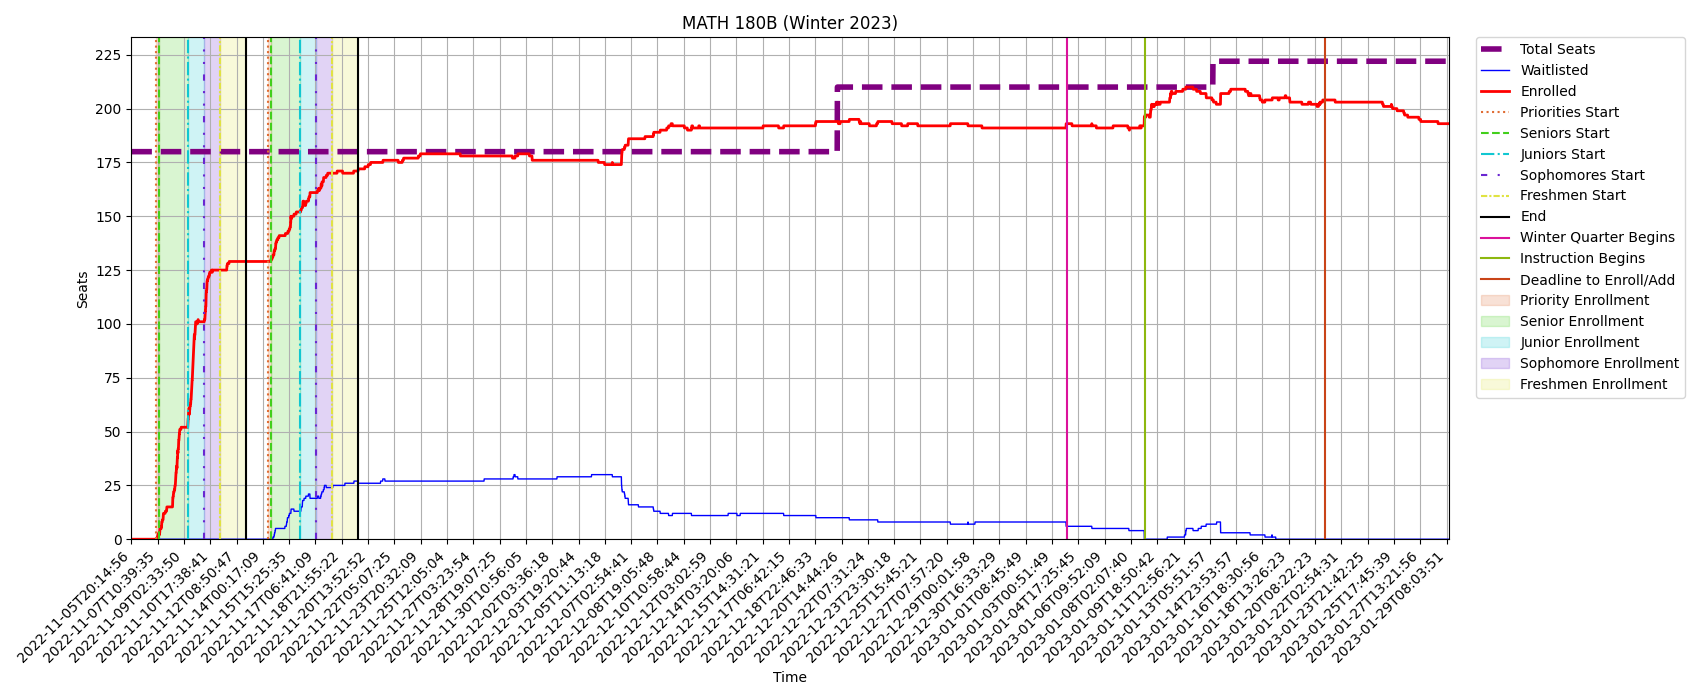 MATH 180B (Winter 2023)
Seats
225
200
175
150
125
100
75
50
25
0
2022-11-05T20:14:56
2022-11-07T10:39:35
2022-11-09T02:33:50
2022-11-10T17:38:41
2022-11-12T08:50:47
2022-11-14T00:17:09
2022-11-15T15:25:35
2022-11-17T06:41:09
2022-11-18T21:55:22
2022-11-20T13:52:52
2022-11-22T05:07:25
2022-11-23T20:32:09
2022-11-25T12:05:04
2022-11-28T19:07:25
2022-11-30T10:56:05
2022-12-02T03:36:18
2022-12-03T19:20:44
2022-12-05T11:13:18
2022-12-07T02:54:41
2022-12-08T19:05:48
2022-12-10T10:58:44
2022-12-12T03:02:59
2022-12-14T03:20:06
2022-12-15T14:31:21
2022-12-17T06:42:15
2022-12-18T22:46:33
2022-12-20T14:44:26
2022-12-22T07:31:24
2022-12-23T23:30:18
2022-12-25T15:45:21
2022-12-27T07:57:20
2022-12-29T00:01:58
2022-12-30T16:33:29
2023-01-01T08:45:49
2023-01-03T00:51:49
2023-01-04T17:25:45
2023-01-06T09:52:09
2023-01-08T02:07:40
2023-01-09T18:50:42
2023-01-11T12:56:21
2023-01-13T05:51:57
2023-01-14T23:53:57
2023-01-16T18:30:56
2023-01-18T13:26:23
2023-01-20T08:22:23
2023-01-22T02:54:31
2023-01-23T21:42:25
2023-01-25T17:45:39
2023-01-27T13:21:56
2023-01-29T08:03:51
Time
Total Seats
Waitlisted
Enrolled
Priorities Start
Seniors Start
Juniors Start
Sophomores Start
Freshmen Start
End
Winter Quarter Begins
Instruction Begins
Deadline to Enroll/Add
Priority Enrollment
Senior Enrollment
Junior Enrollment
Sophomore Enrollment
Freshmen Enrollment